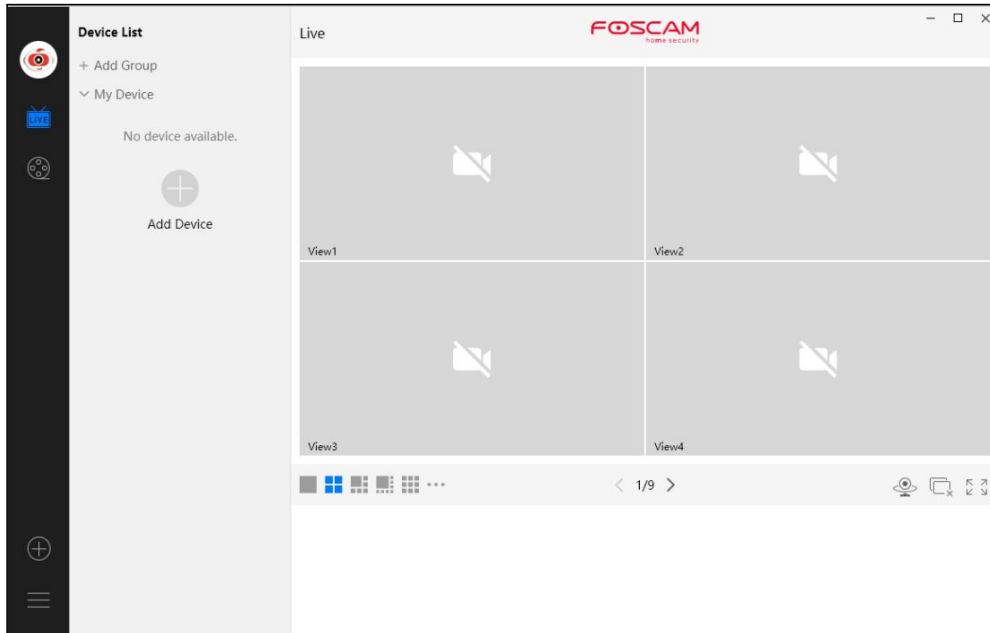 Device List
+ Add Group
My Device
No device available.
Add Device
LIVE
Live
FOSCAM
home security
View1
View2
View3
View4
1/9